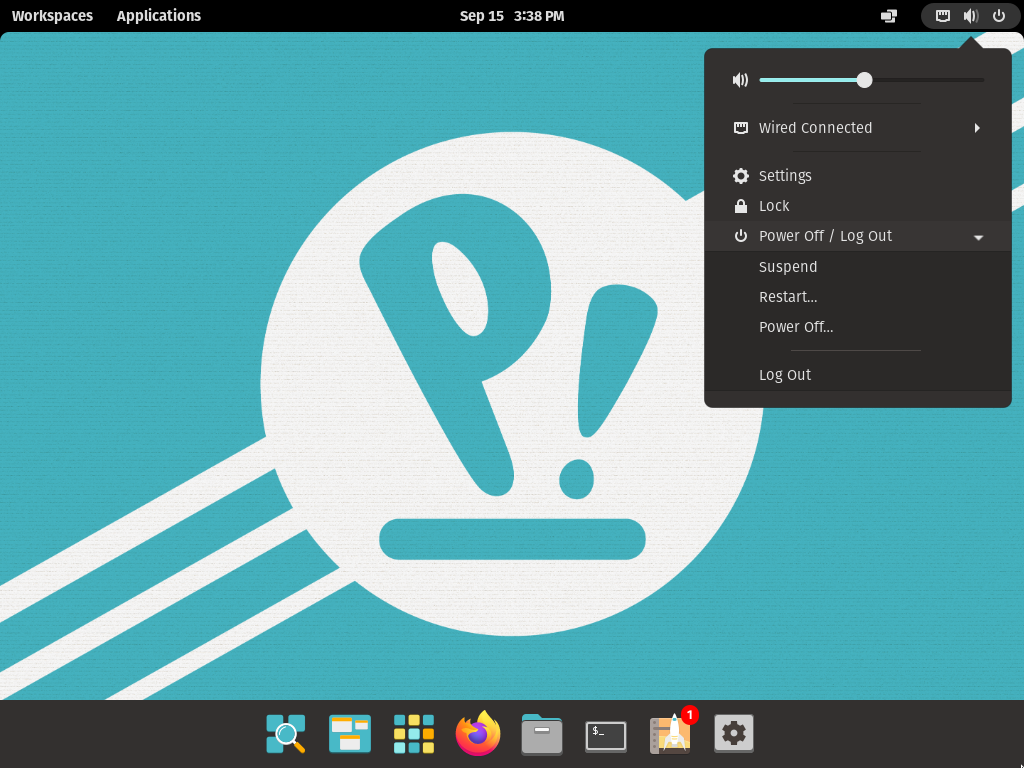 Workspaces Applications Sep 15 3:38 PM
Wired Connected
Settings
Lock
Power Off / Log Out
Suspend
Restart...
Power Off...
Log Out
P!
$_
1